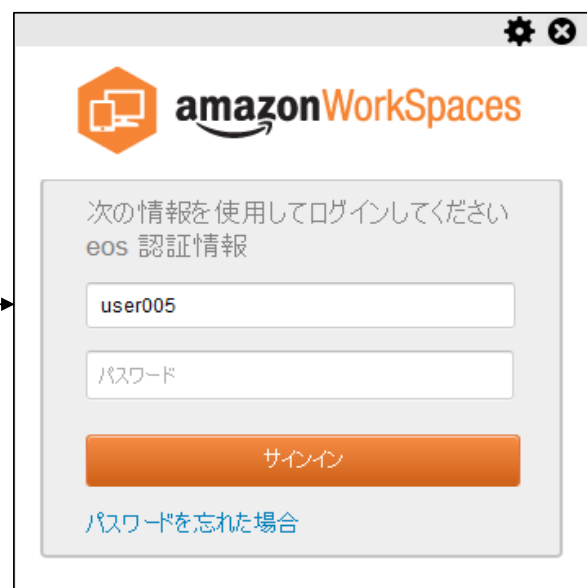 amazonWorkSpaces
次の情報を使用してログインしてください
eos 認証情報
user005
パスワード
サインイン
パスワードを忘れた場合